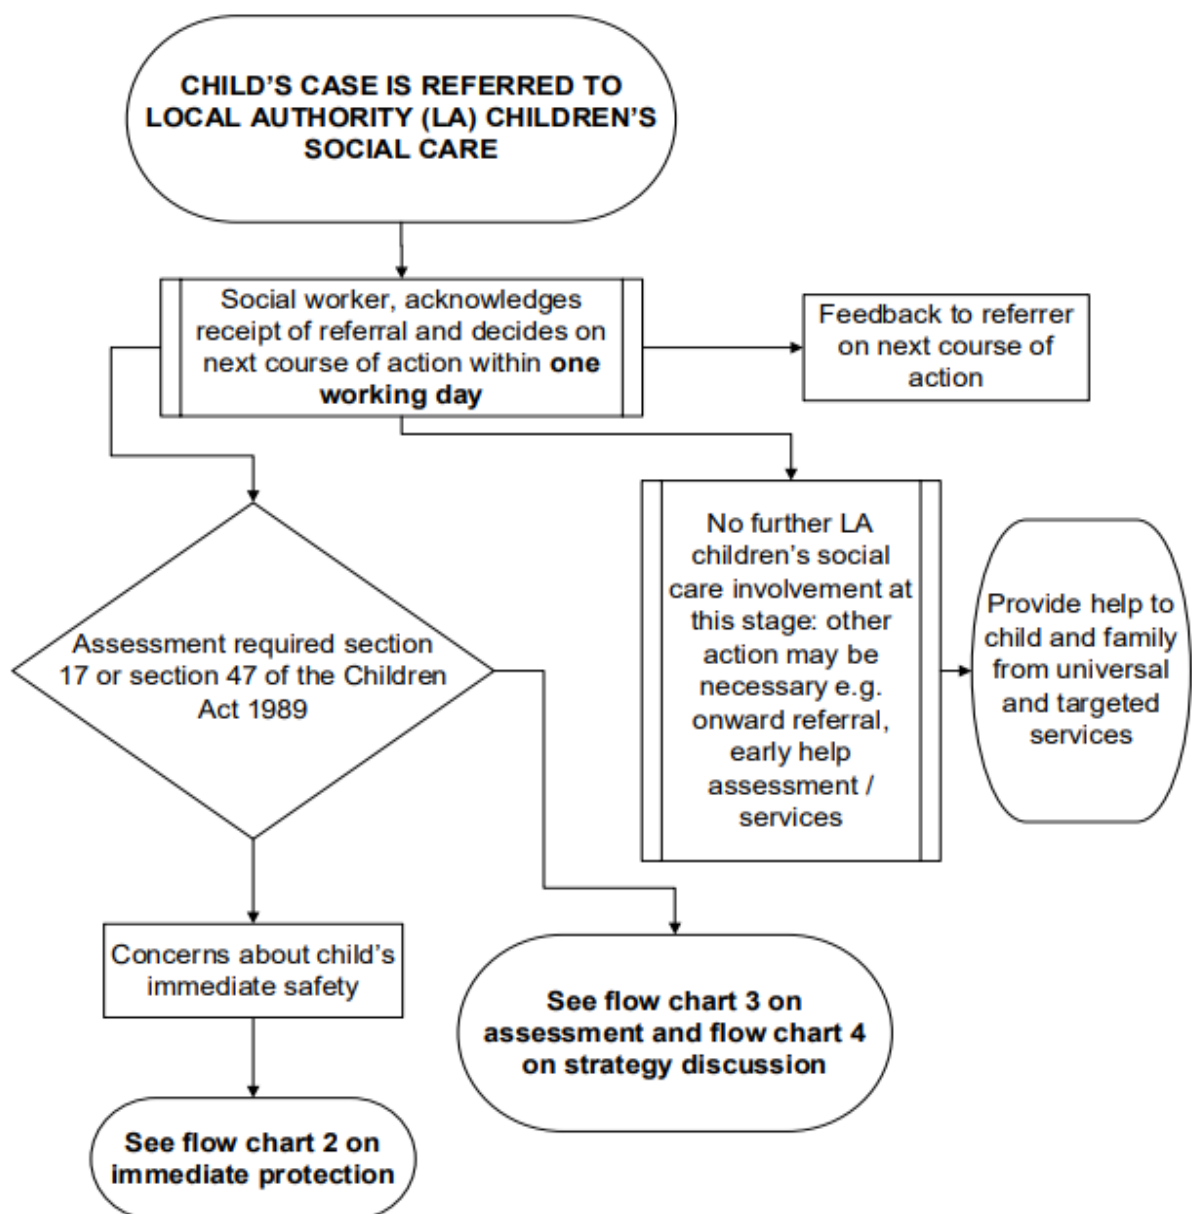 CHILD'S CASE IS REFERRED TO
LOCAL AUTHORITY (LA) CHILDREN'S
SOCIAL CARE
Social worker, acknowledges
receipt of referral and decides on
next course of action within one
working day
Feedback to referrer
on next course of
action
No further LA
children's social
care involvement at
this stage: other
action may be
necessary e.g.
onward referral,
early help
assessment /
services
Provide help to
child and family
from universal
and targeted
services
Assessment required section
17 or section 47 of the Children
Act 1989
Concerns about child's
immediate safety
See flow chart 3 on
assessment and flow chart 4
on strategy discussion
See flow chart 2 on
immediate protection